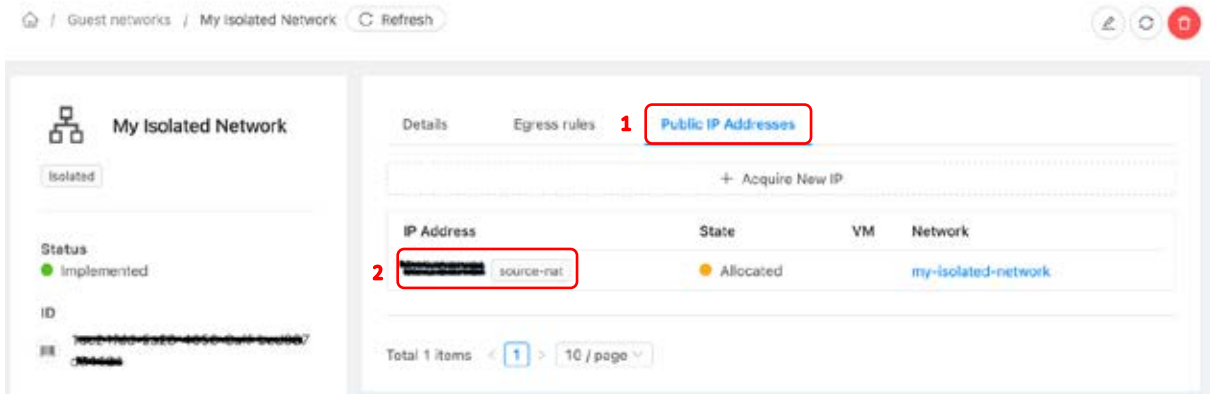 / Guest networks / My Isolated Network Refresh
My Isolated Network
Isolated
Status
Implemented
ID
Details Egress rules 1 Public IP Addresses
+ Acquire New IP
IP Address State VM Network
2 source-nat Allocated my-isolated-network
Total 1 items < 1 > 10 / page